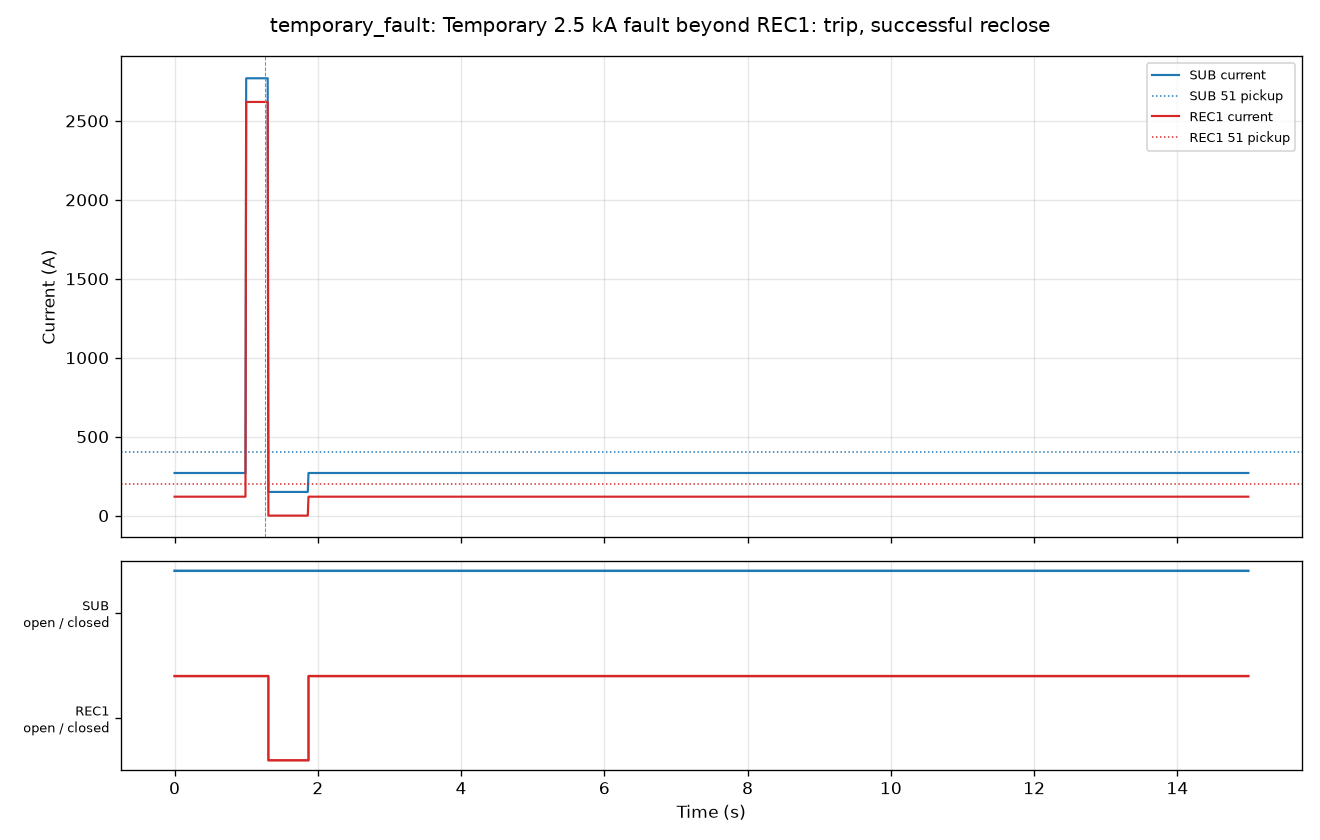 temporary_fault: Temporary 2.5 kA fault beyond REC1: trip, successful reclose
SUB current
SUB 51 pickup
REC1 current
REC1 51 pickup
Current (A)
2500
2000
1500
1000
500
0
SUB
open / closed
REC1
open / closed
0 2 4 6 8 10 12 14
Time (s)